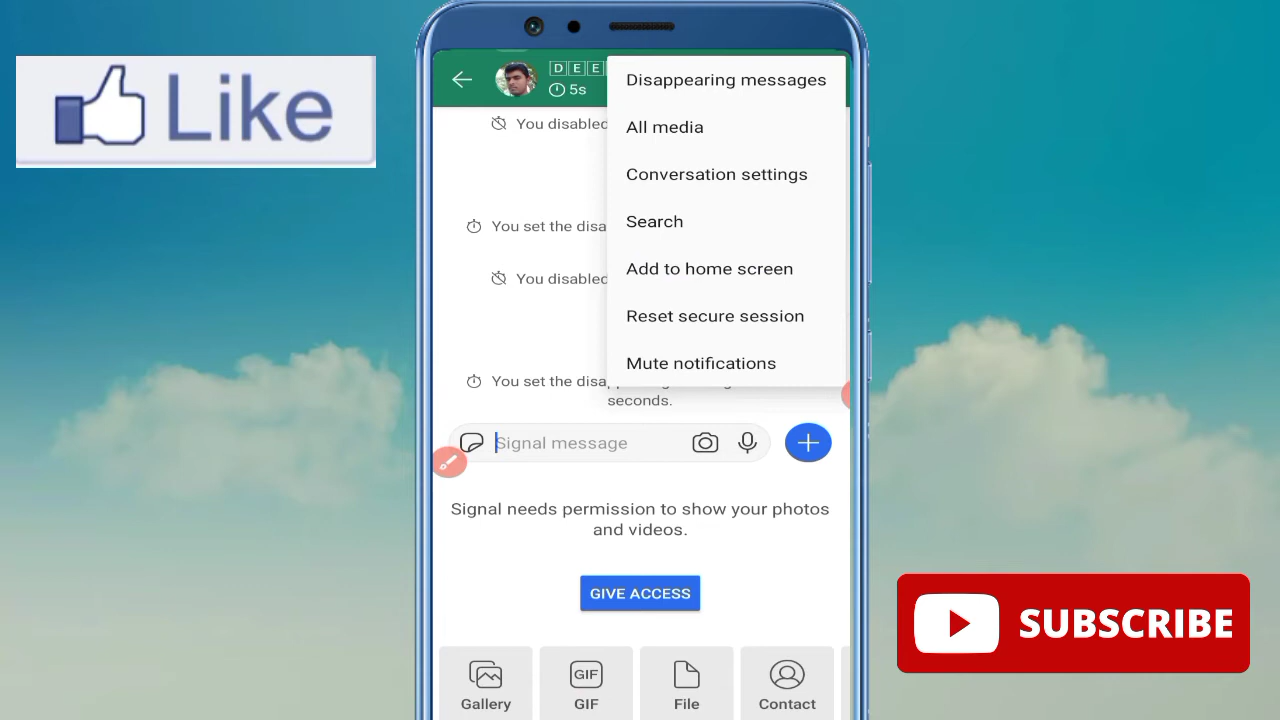 Like
D E E
5s
Disappearing messages
All media
Conversation settings
Search
Add to home screen
Reset secure session
Mute notifications
You disabled
You set the disa
You disabled
You set the disa
seconds.
Signal message
Signal needs permission to show your photos
and videos.
GIVE ACCESS
GIF
Gallery
GIF
File
Contact
SUBSCRIBE